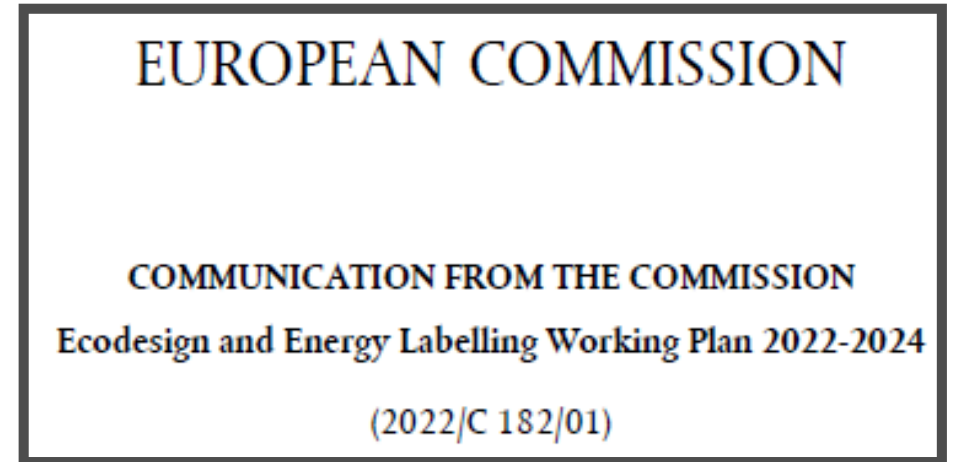 EUROPEAN COMMISSION
COMMUNICATION FROM THE COMMISSION
Ecodesign and Energy Labelling Working Plan 2022-2024
(2022/C 182/01)